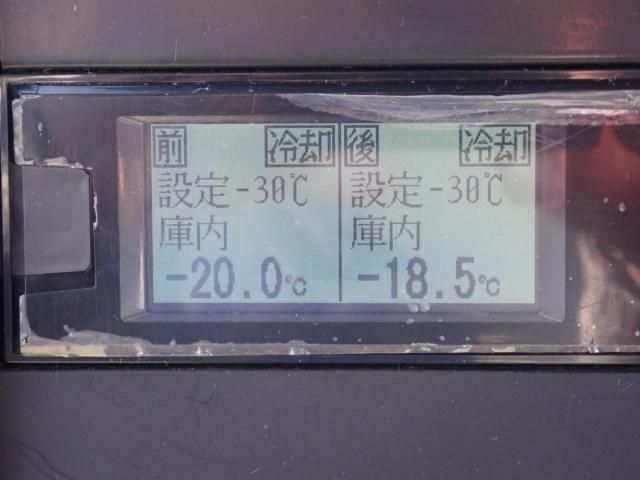 前 冷却
設定-30℃
庫内
-20.0℃
後 冷却
設定-30℃
庫内
-18.5℃